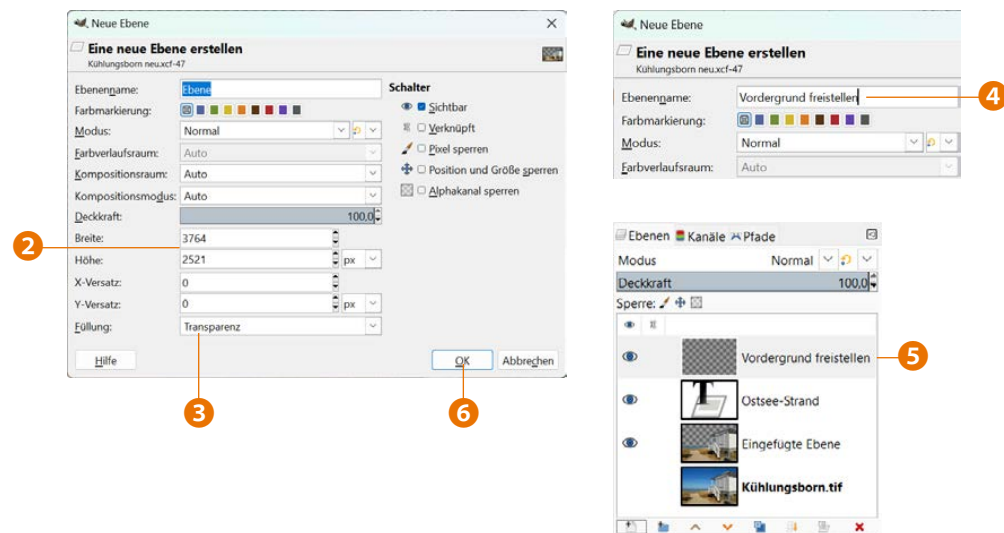 Neue Ebene
Eine neue Ebene erstellen
Kühlungsborn neu.xcf-47
Ebenenname: Ebene
Farbmarkierung:
Modus: Normal
Farbverlaufsraum: Auto
Kompositionsraum: Auto
Kompositionsmodus: Auto
Deckkraft: 100,0
2
Breite: 3764
Höhe: 2521 px
X-Versatz: 0
Y-Versatz: 0 px
Füllung: Transparenz
Schalter
Sichtbar
Verknüpft
Pixel sperren
Position und Größe sperren
Alphakanal sperren
Hilfe
OK
Abbrechen
3
6
Neue Ebene
Eine neue Ebene erstellen
Kühlungsborn neu.xcf-47
Ebenenname: Vordergrund freistellen
4
Farbmarkierung:
Modus: Normal
Farbverlaufsraum: Auto
Ebenen Kanäle Pfade
Modus Normal
Deckkraft 100,0
Sperre:
Vordergrund freistellen
5
T
Ostsee-Strand
Eingefügte Ebene
Kühlungsborn.tif